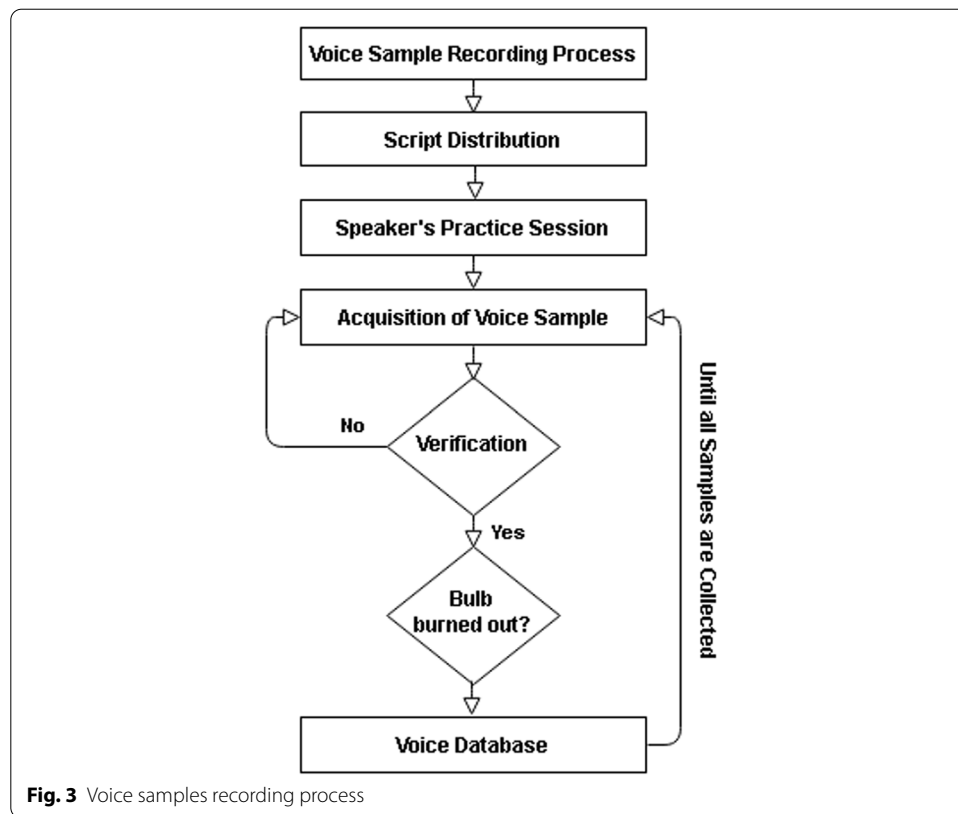 Voice Sample Recording Process
Script Distribution
Speaker's Practice Session
Acquisition of Voice Sample
No
Verification
Yes
Bulb
burned out?
Until all Samples are Collected
Voice Database
Fig. 3 Voice samples recording process